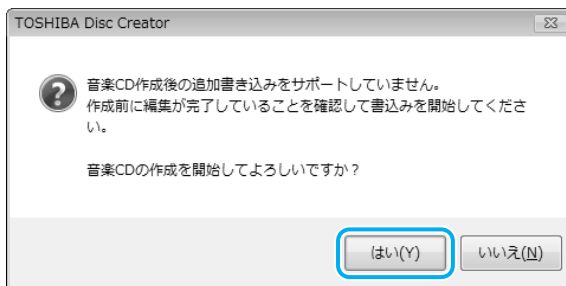 TOSHIBA Disc Creator
音楽CD作成後の追加書き込みをサポートしていません。
作成前に編集が完了していることを確認して書込みを開始してくださ
い。
音楽CDの作成を開始してよろしいですか？
はい(Y)
いいえ(N)